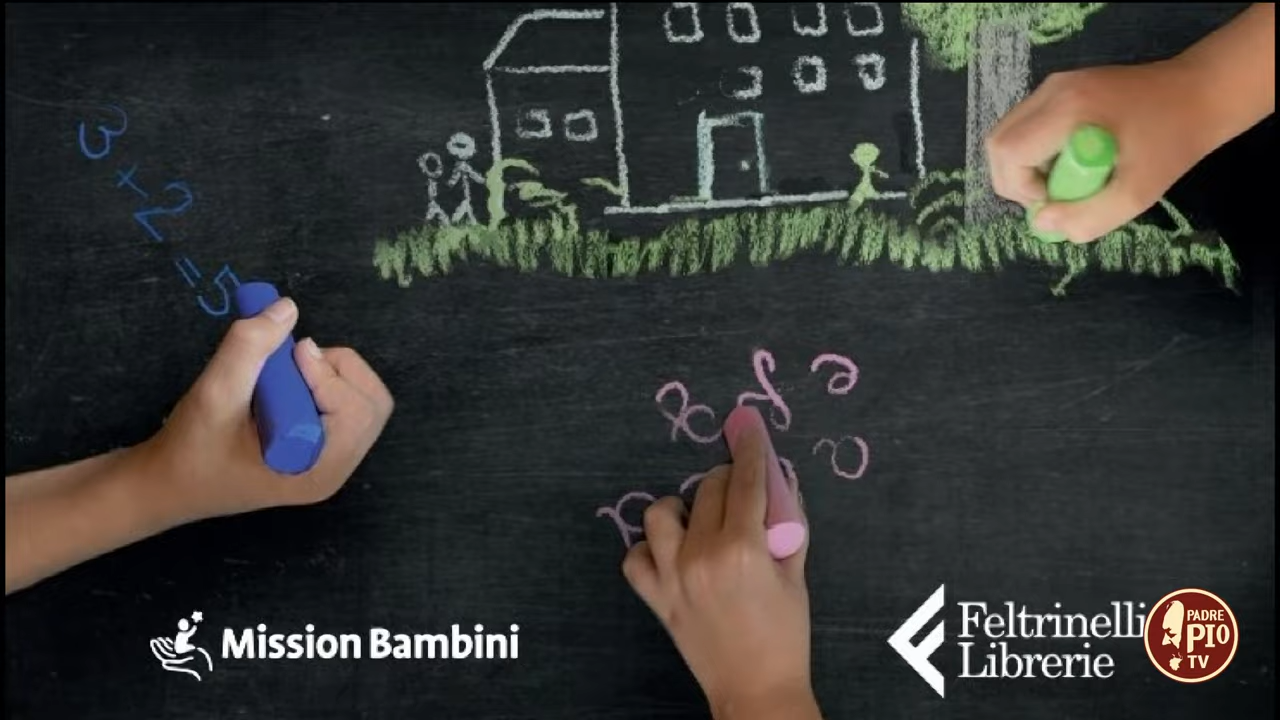 3 + 2 = 5
Mission Bambini
Feltrinelli
Librerie
PADRE
PIO
TV